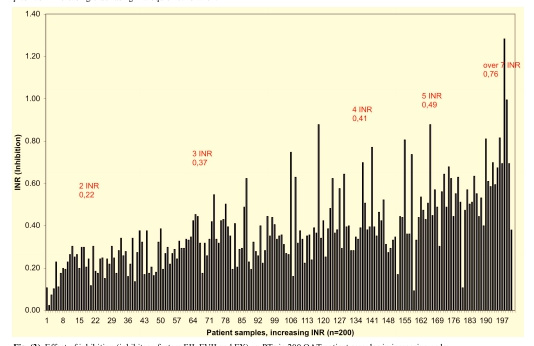 1.40
1.20
1.00
0.80
0.60
0.40
0.20
0.00
INR (Inhibition)
2 INR
0,22
3 INR
0,37
4 INR
0,41
5 INR
0,49
over 7 INR
0,76
1 8 15 22 29 36 43 50 57 64 71 78 85 92 99 106 113 120 127 134 141 148 155 162 169 176 183 190 197
Patient samples, increasing INR (n=200)